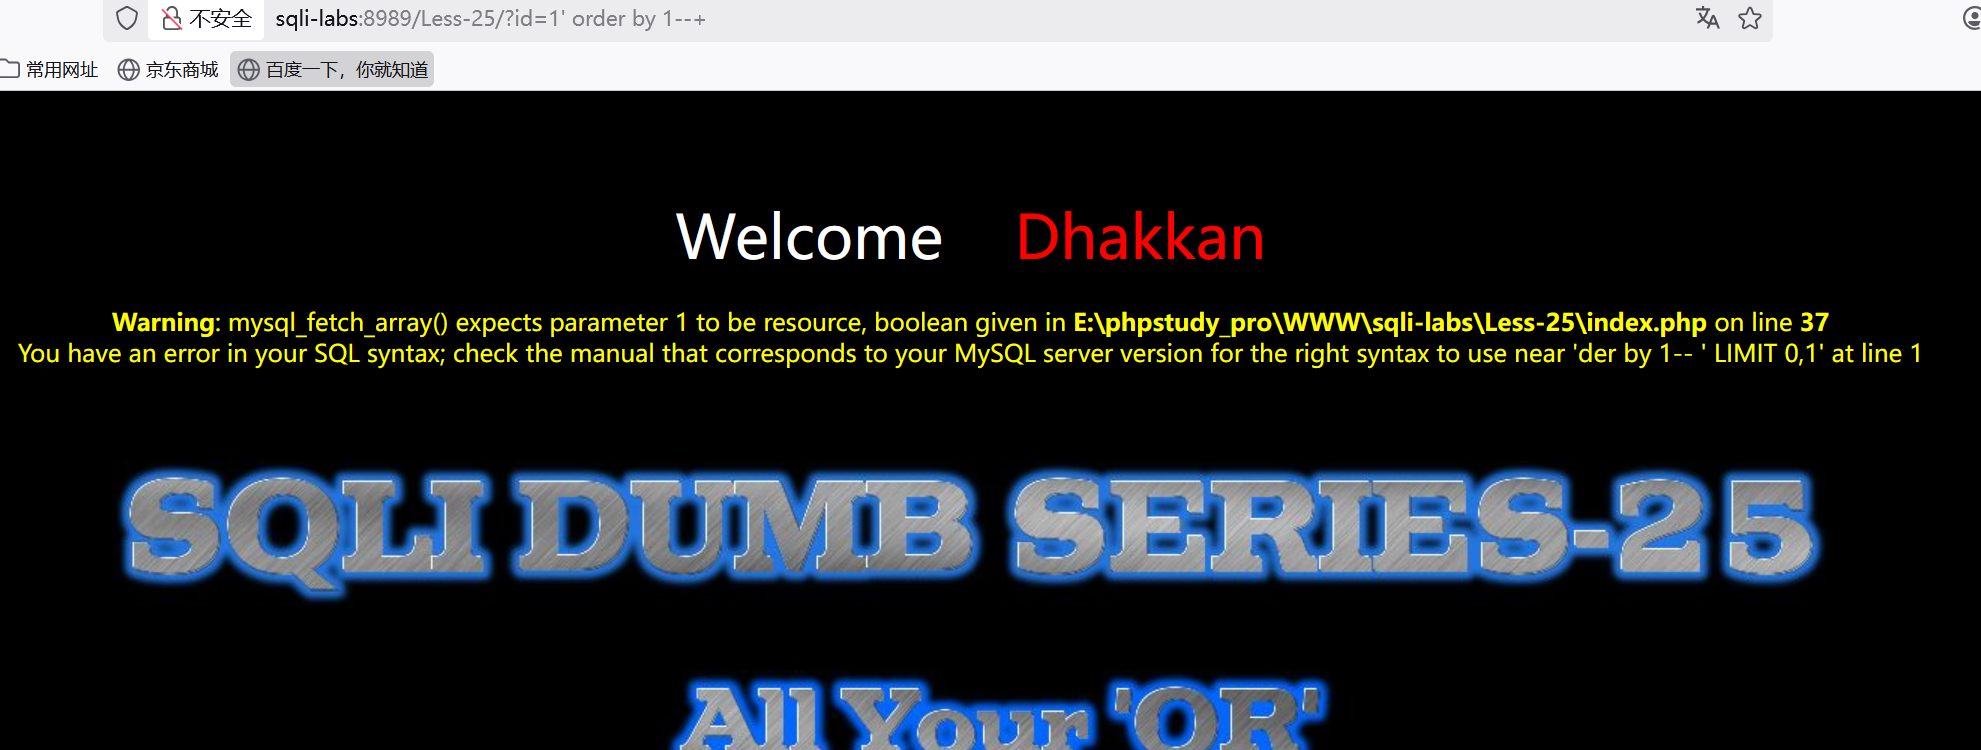 不安全 sqli-labs:8989/Less-25/?id=1' order by 1--+
常用网址 京东商城 百度一下，你就知道
Welcome Dhakkan
Warning: mysql_fetch_array() expects parameter 1 to be resource, boolean given in E:\phpstudy_pro\WWW\sqli-labs\Less-25\index.php on line 37
You have an error in your SQL syntax; check the manual that corresponds to your MySQL server version for the right syntax to use near 'der by 1-- ' LIMIT 0,1' at line 1
SQLI DUMB SERIES-25
All Your 'OR'